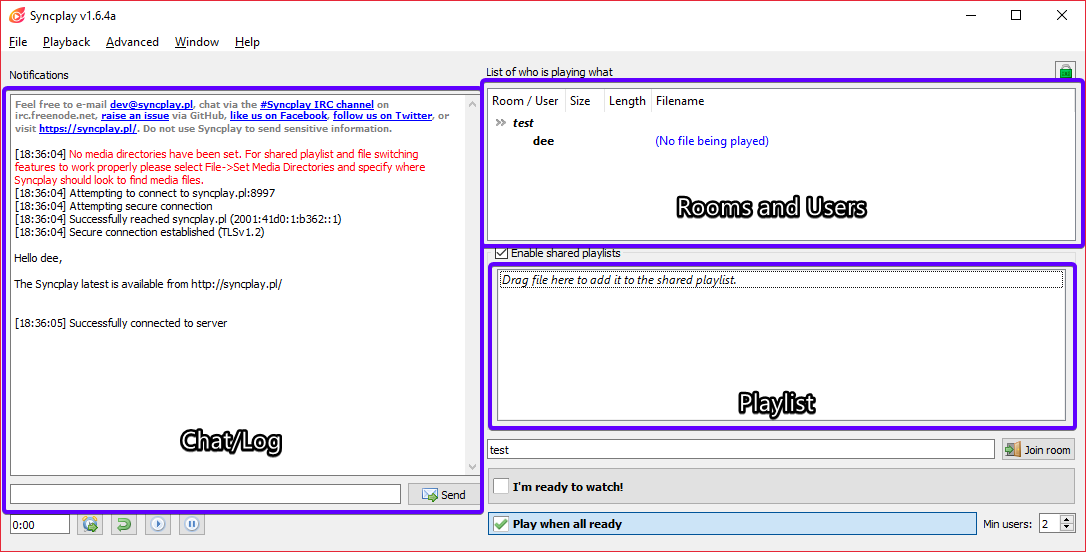 Syncplay v1.6.4a
File Playback Advanced Window Help
Notifications
Feel free to e-mail dev@syncplay.pl, chat via the #Syncplay IRC channel on
irc.freenode.net, raise an issue via GitHub, like us on Facebook, follow us on Twitter, or
visit https://syncplay.pl/. Do not use Syncplay to send sensitive information.
[18:36:04] No media directories have been set. For shared playlist and file switching
features to work properly please select File->Set Media Directories and specify where
Syncplay should look to find media files.
[18:36:04] Attempting to connect to syncplay.pl:8997
[18:36:04] Attempting secure connection
[18:36:04] Successfully reached syncplay.pl (2001:41d0:1:b362::1)
[18:36:04] Secure connection established (TLSv1.2)
Hello dee,
The Syncplay latest is available from http://syncplay.pl/
[18:36:05] Successfully connected to server
Chat/Log
Send
0:00
List of who is playing what
Room / User Size Length Filename
test
dee (No file being played)
Rooms and Users
Enable shared playlists
Drag file here to add it to the shared playlist.
Playlist
test Join room
I'm ready to watch!
Play when all ready Min users: 2